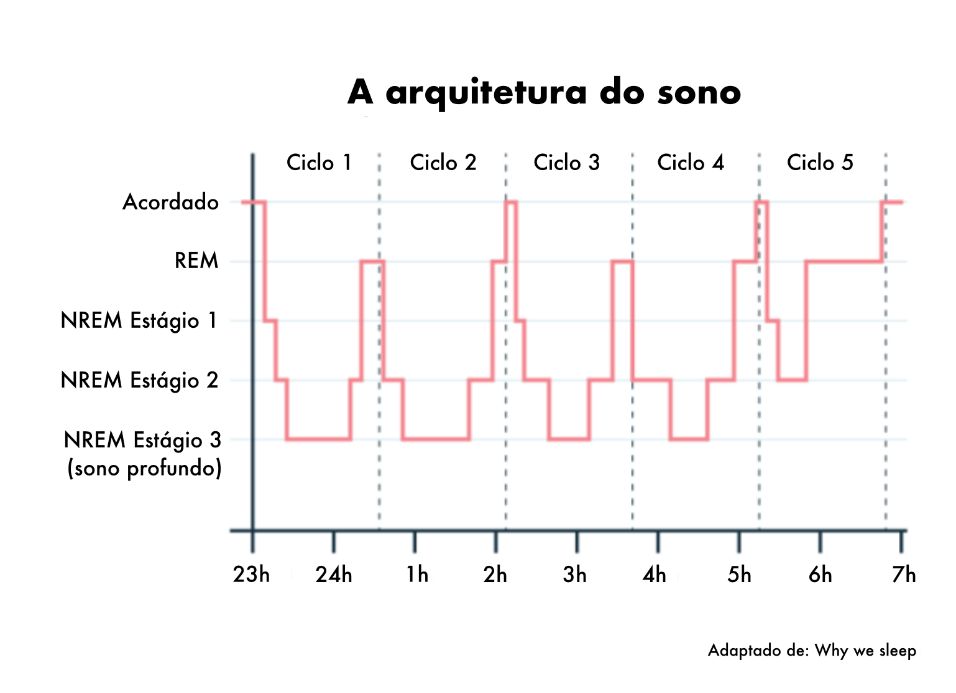 A arquitetura do sono
Ciclo 1
Ciclo 2
Ciclo 3
Ciclo 4
Ciclo 5
Acordado
REM
NREM Estágio 1
NREM Estágio 2
NREM Estágio 3
(sono profundo)
23h
24h
1h
2h
3h
4h
5h
6h
7h
Adaptado de: Why we sleep